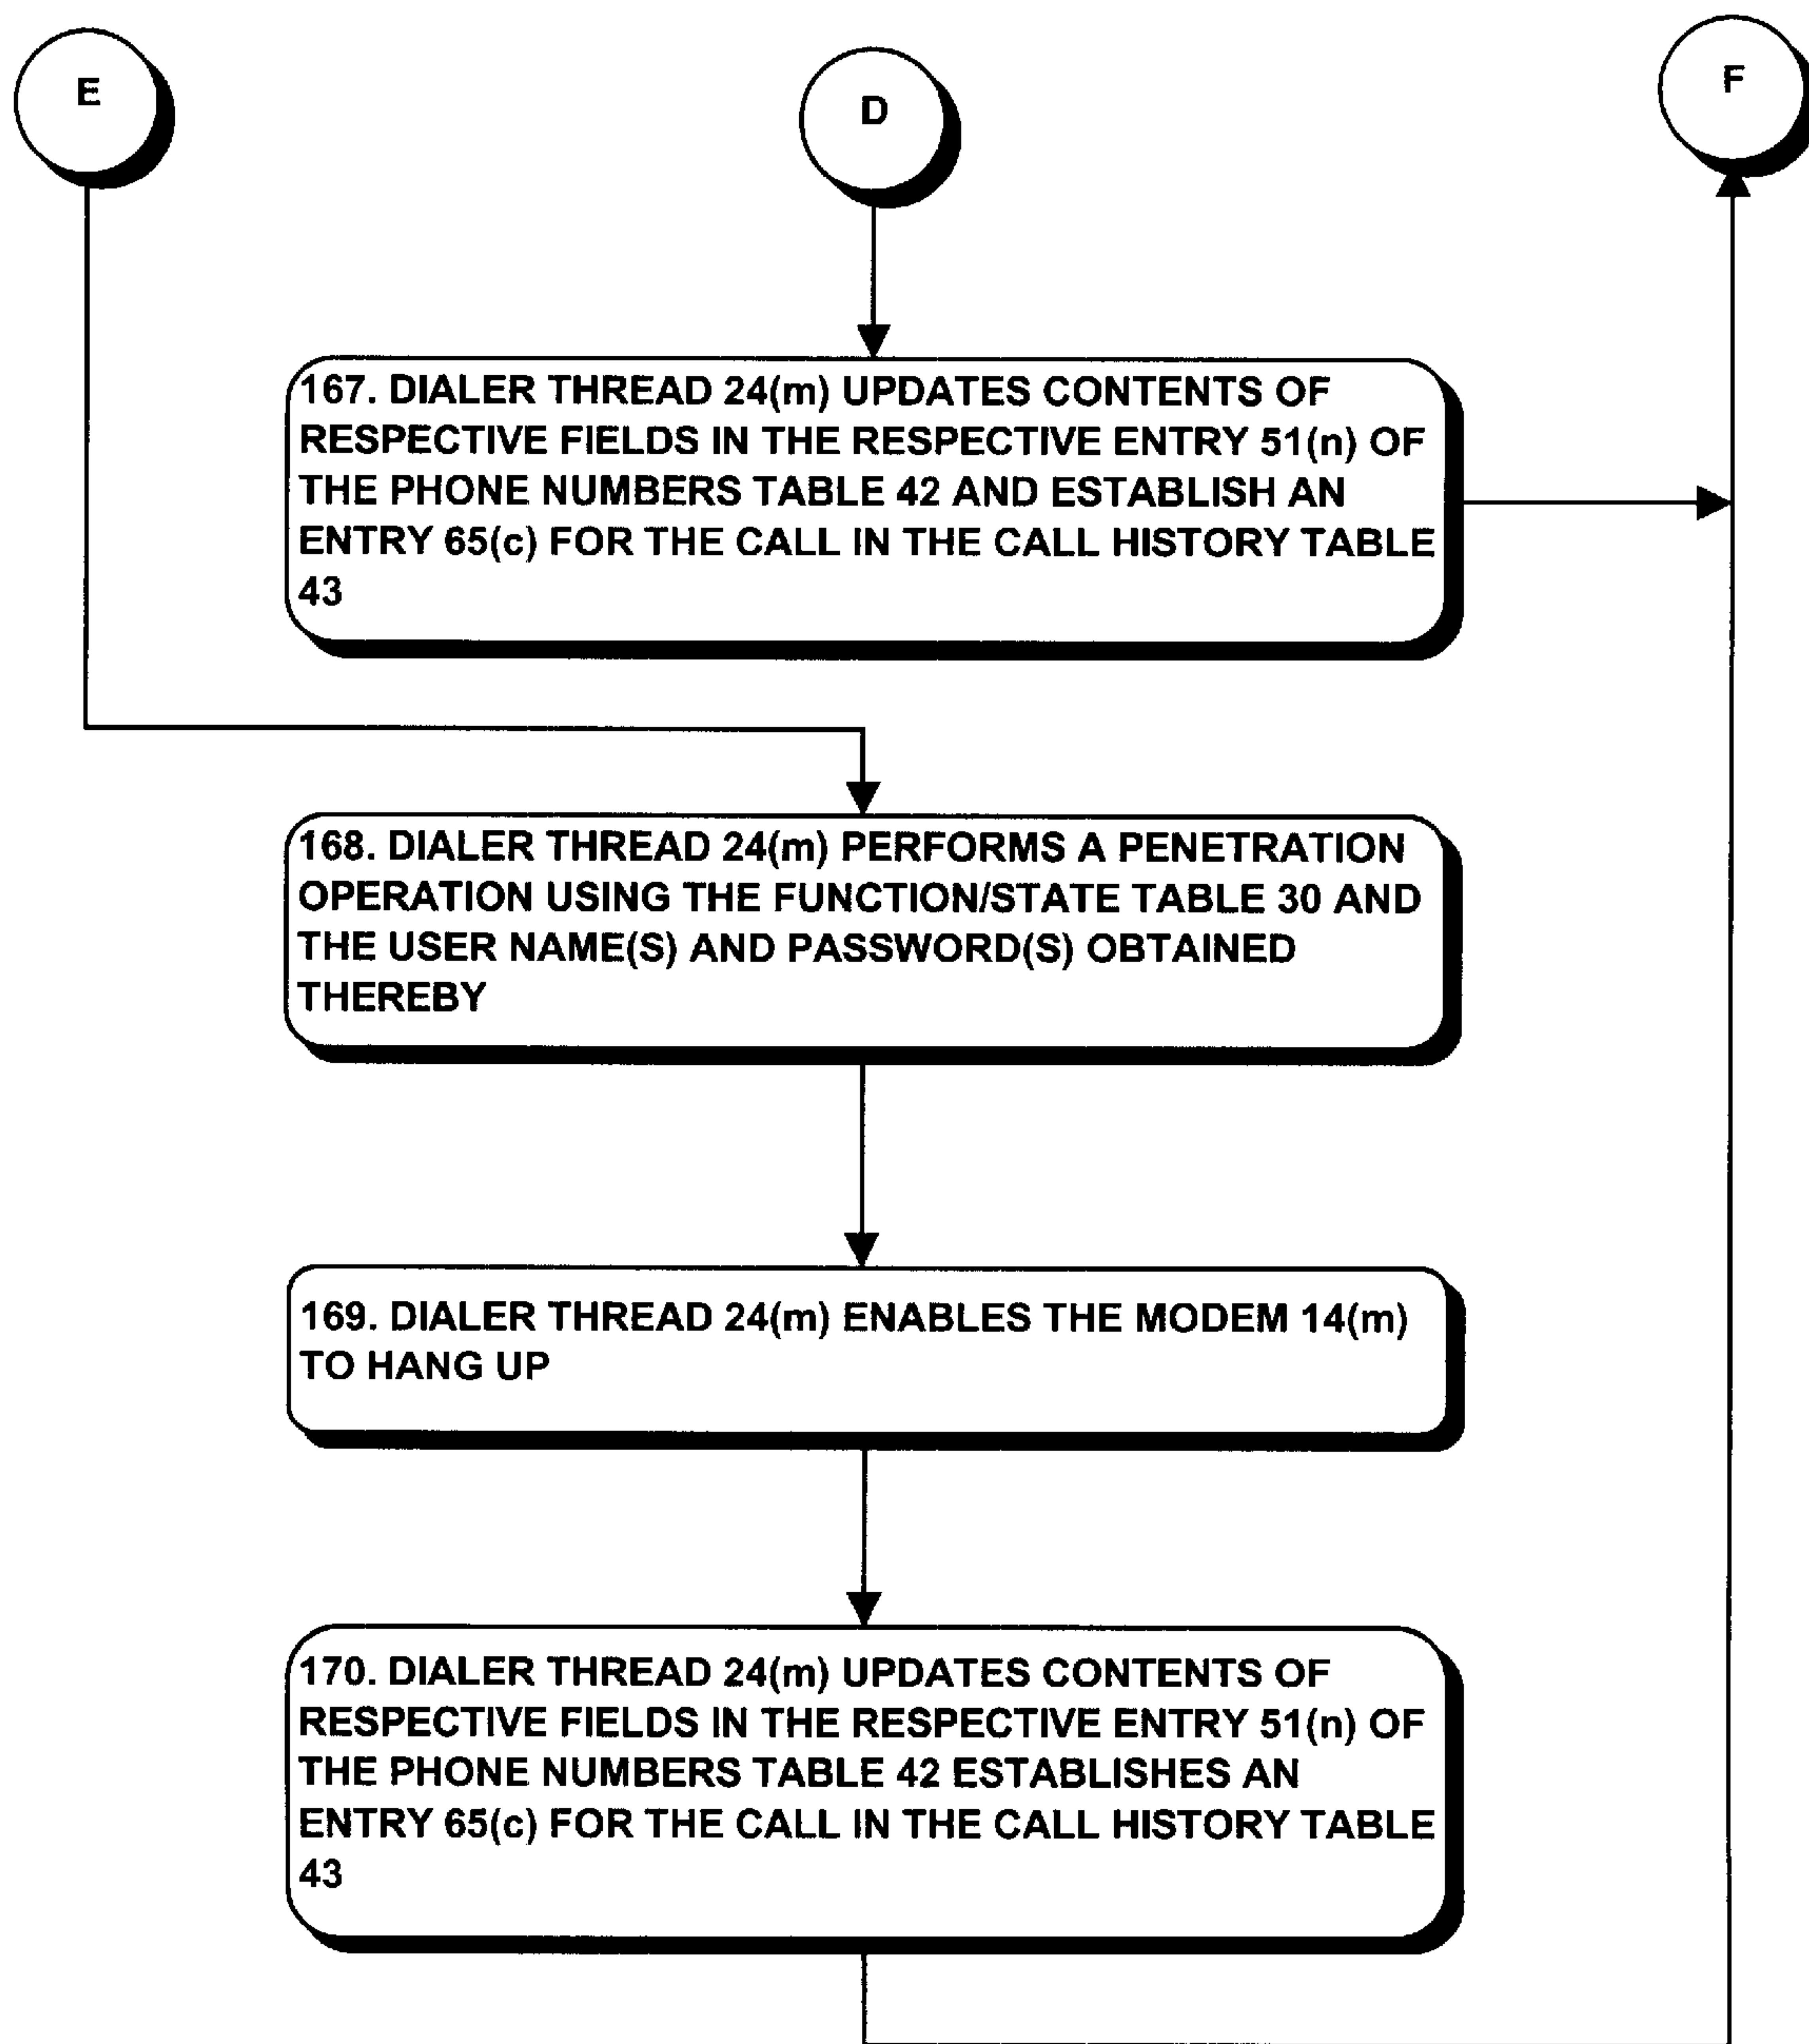 E
D
F
167. DIALER THREAD 24(m) UPDATES CONTENTS OF
RESPECTIVE FIELDS IN THE RESPECTIVE ENTRY 51(n) OF
THE PHONE NUMBERS TABLE 42 AND ESTABLISH AN
ENTRY 65(c) FOR THE CALL IN THE CALL HISTORY TABLE
43
168. DIALER THREAD 24(m) PERFORMS A PENETRATION
OPERATION USING THE FUNCTION/STATE TABLE 30 AND
THE USER NAME(S) AND PASSWORD(S) OBTAINED
THEREBY
169. DIALER THREAD 24(m) ENABLES THE MODEM 14(m)
TO HANG UP
170. DIALER THREAD 24(m) UPDATES CONTENTS OF
RESPECTIVE FIELDS IN THE RESPECTIVE ENTRY 51(n) OF
THE PHONE NUMBERS TABLE 42 ESTABLISHES AN
ENTRY 65(c) FOR THE CALL IN THE CALL HISTORY TABLE
43